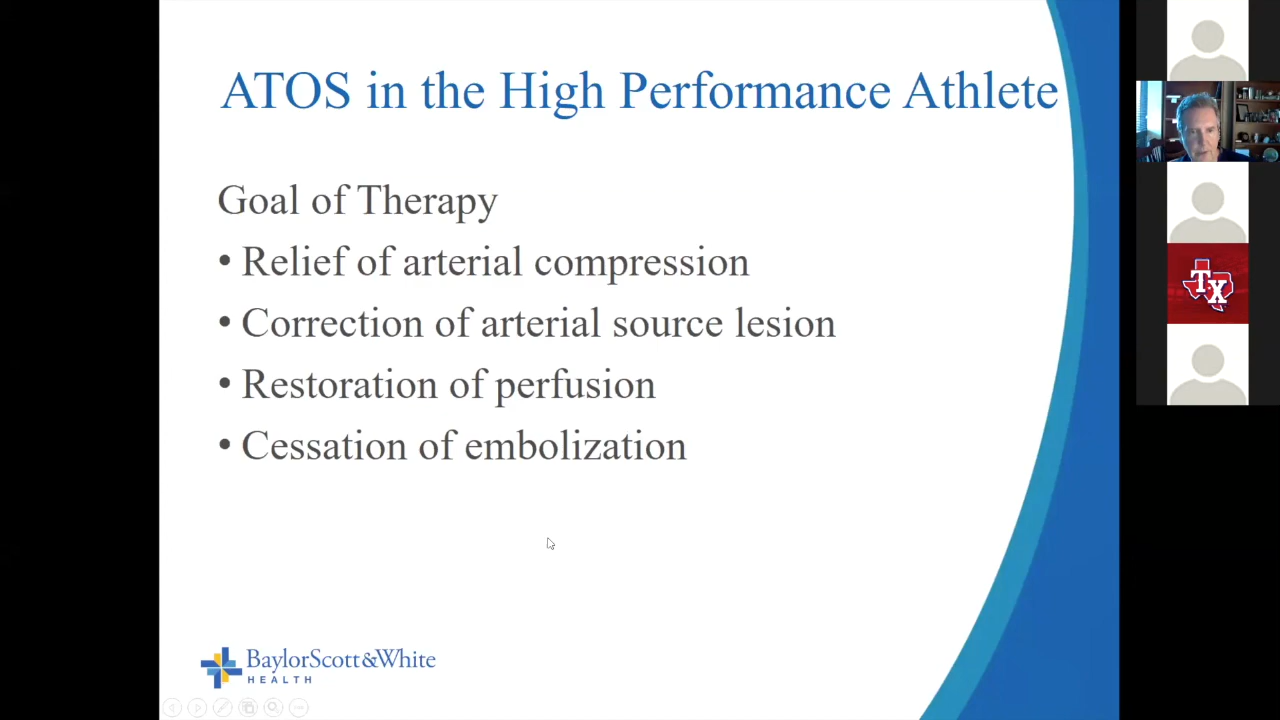 ATOS in the High Performance Athlete
Goal of Therapy
• Relief of arterial compression
• Correction of arterial source lesion
• Restoration of perfusion
• Cessation of embolization
BaylorScott&White
HEALTH
TX